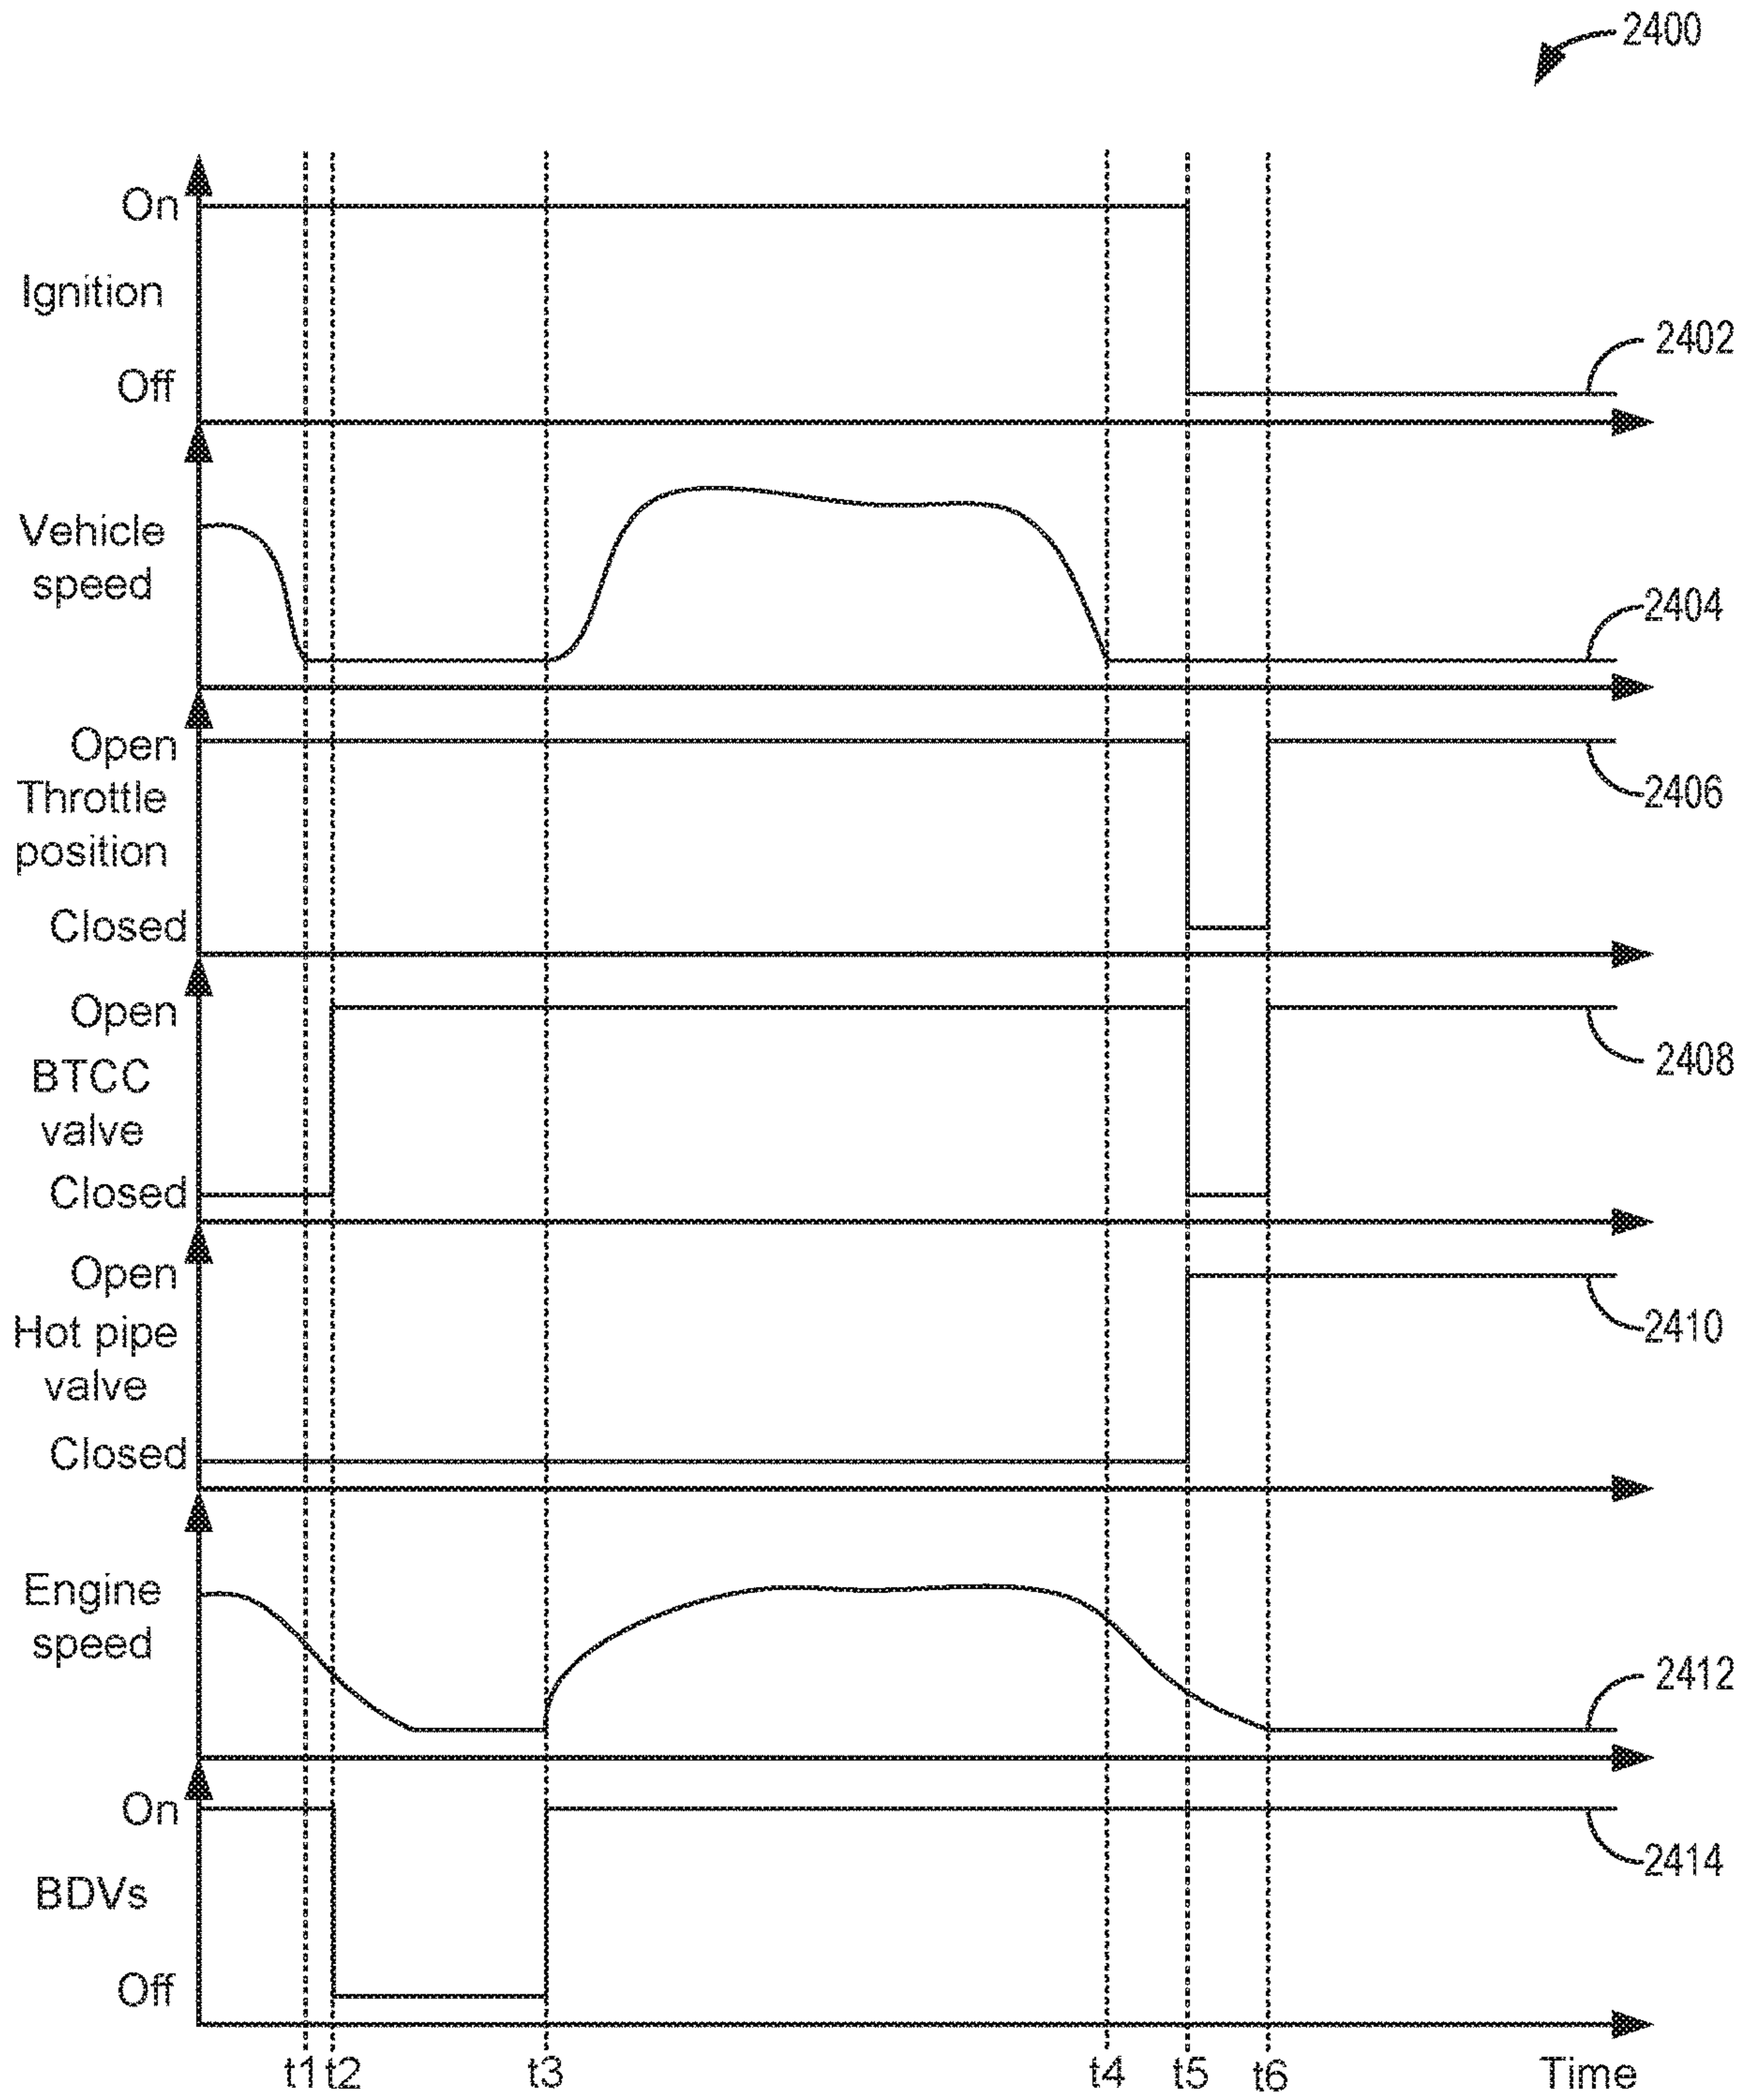 2400
On
Ignition
Off
2402
Vehicle
speed
2404
Open
Throttle
position
Closed
2406
Open
BTCC
valve
Closed
2408
Open
Hot pipe
valve
Closed
2410
Engine
speed
2412
On
BDVs
Off
2414
t1 t2 t3 t4 t5 t6 Time